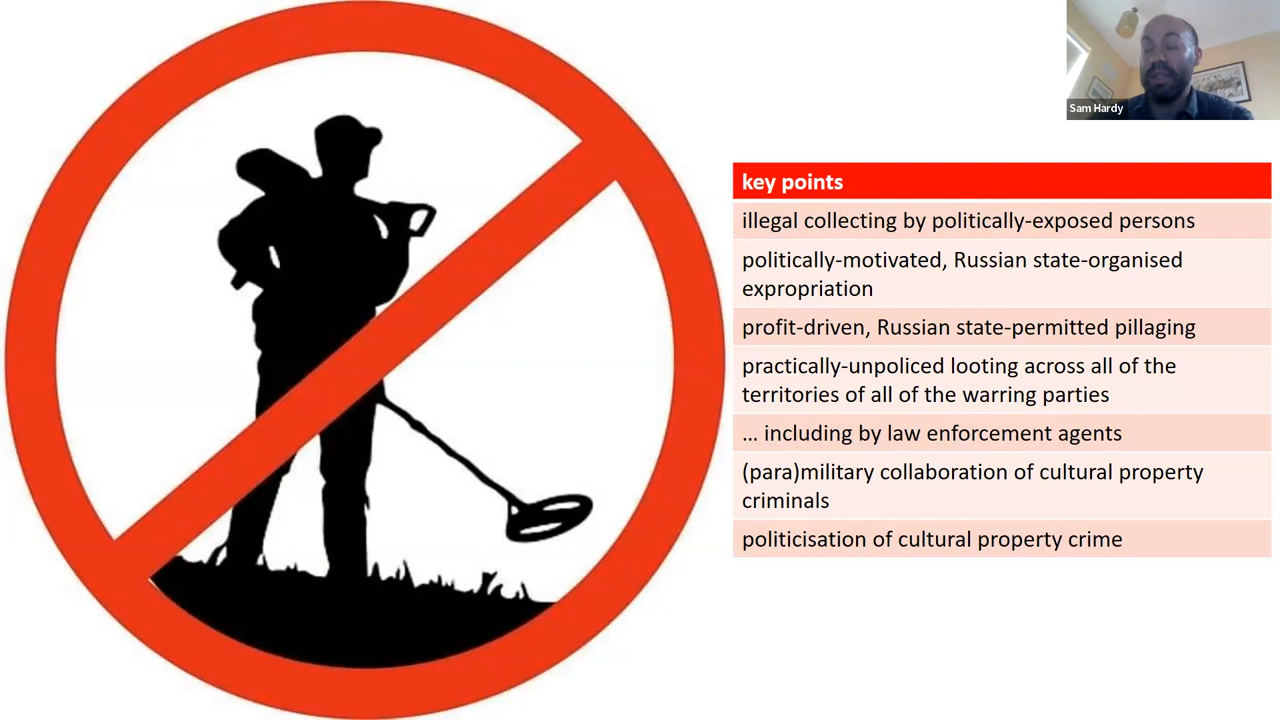 Sam Hardy
key points
illegal collecting by politically-exposed persons
politically-motivated, Russian state-organised
expropriation
profit-driven, Russian state-permitted pillaging
practically-unpoliced looting across all of the
territories of all of the warring parties
... including by law enforcement agents
(para)military collaboration of cultural property
criminals
politicisation of cultural property crime